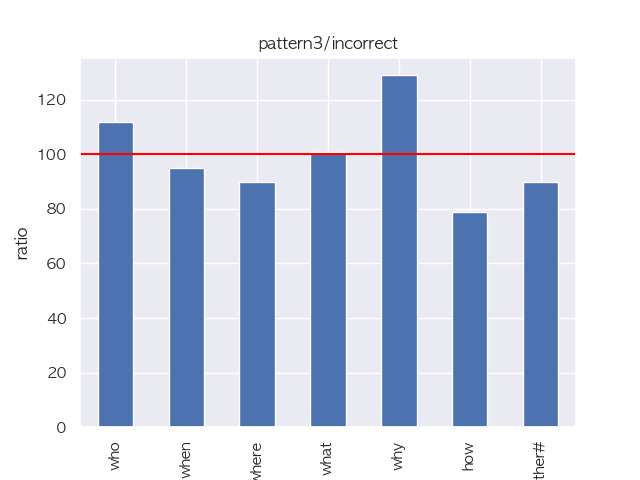 pattern3/incorrect
ratio
120
100
80
60
40
20
0
who
when
where
what
why
how
ther#